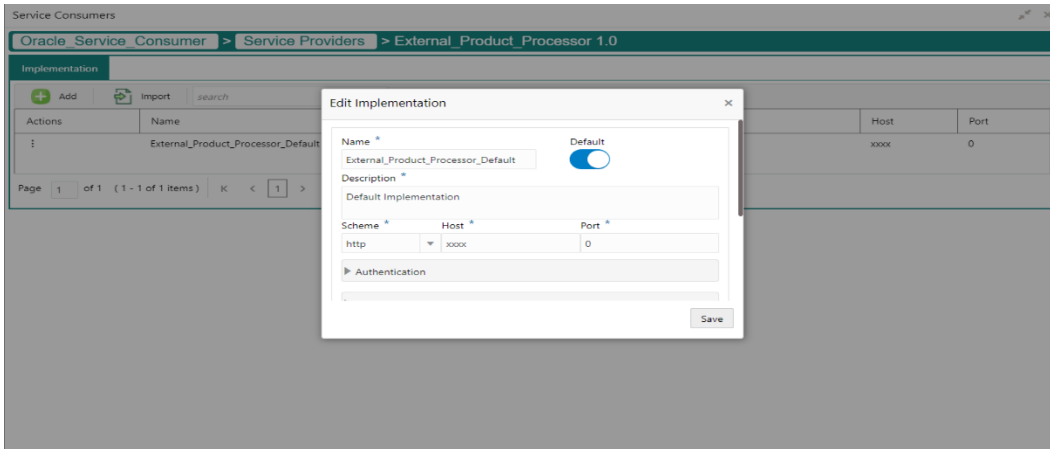 Service Consumers
Oracle_Service_Consumer > Service Providers > External_Product_Processor 1.0
Implementation
Add Import search
Actions Name Host Port
External_Product_Processor_Default xxxx 0
Page 1 of 1 (1 - 1 of 1 items) 1
Edit Implementation
Name * Default
External_Product_Processor_Default
Description *
Default Implementation
Scheme * Host * Port *
http xxxx 0
Authentication
Save